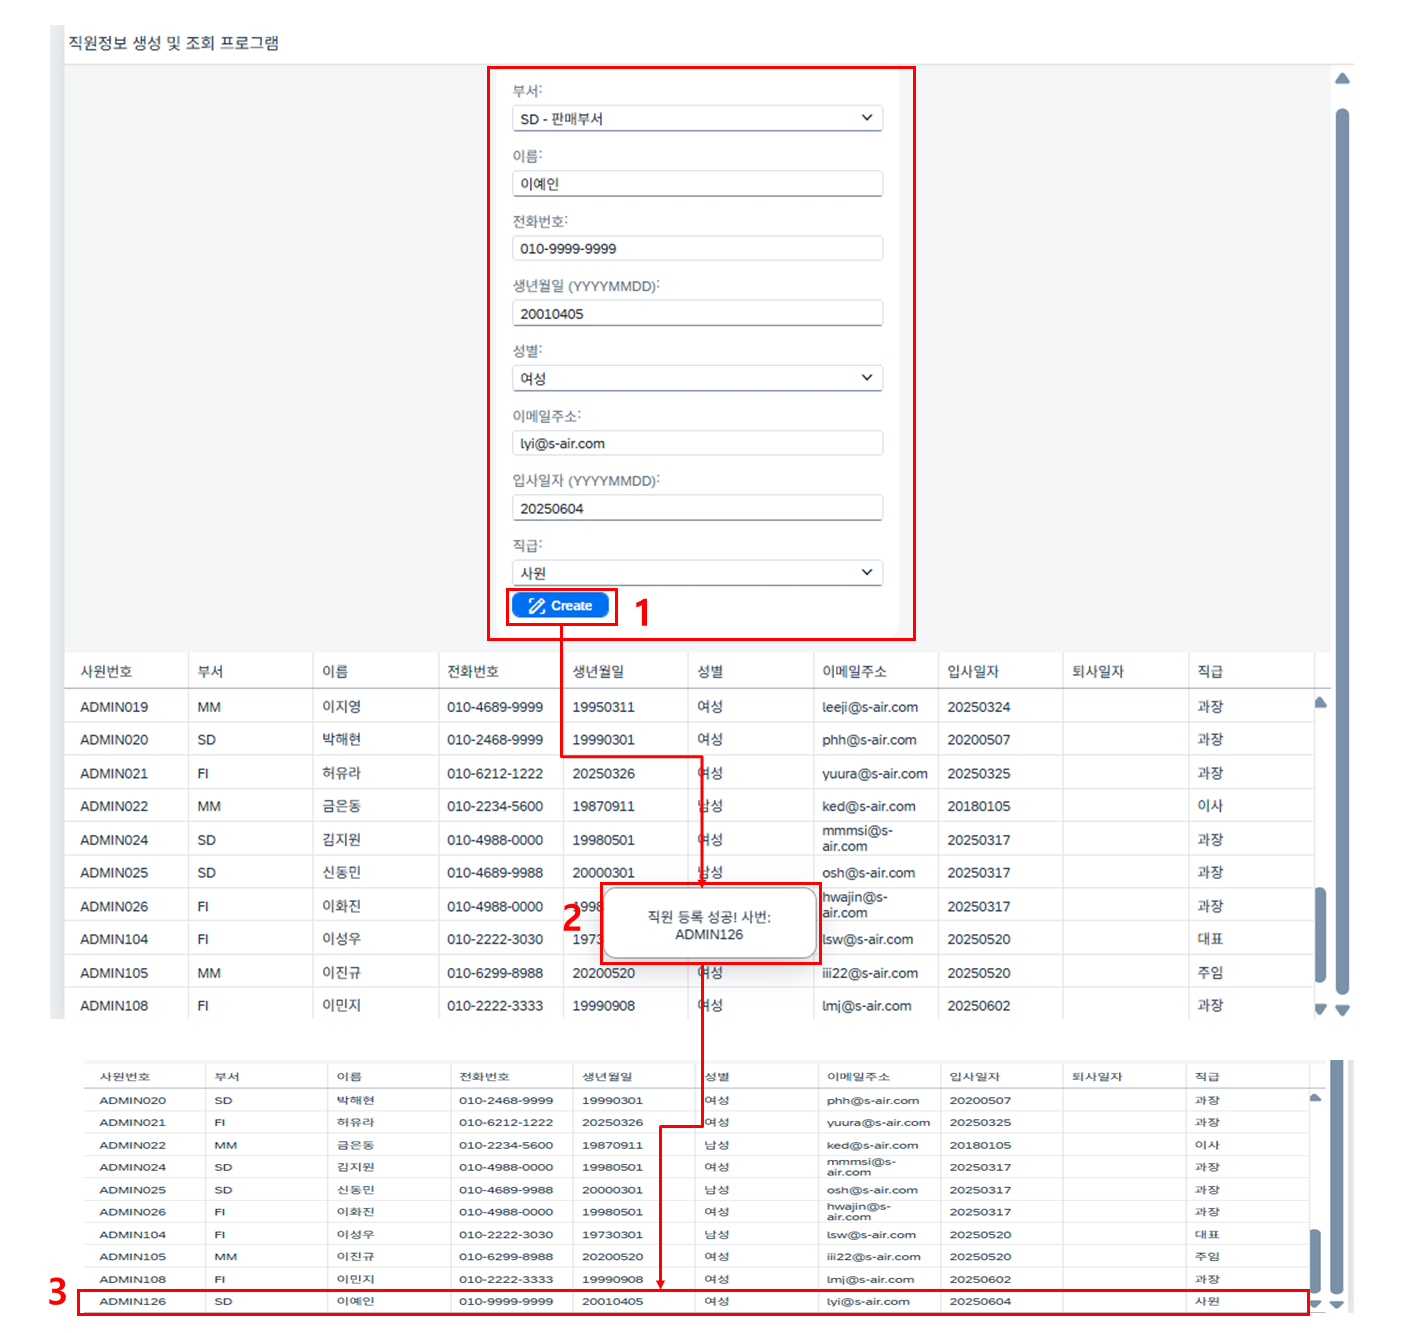 직원정보 생성 및 조회 프로그램
부서:
SD - 판매부서
이름:
이예인
전화번호:
010-9999-9999
생년월일 (YYYYMMDD):
20010405
성별:
여성
이메일주소:
lyi@s-air.com
입사일자 (YYYYMMDD):
20250604
직급:
사원
Create 1
사원번호 부서 이름 전화번호 생년월일 성별 이메일주소 입사일자 퇴사일자 직급
ADMIN019 MM 이지영 010-4689-9999 19950311 여성 leeji@s-air.com 20250324 과장
ADMIN020 SD 박해현 010-2468-9999 19990301 여성 phh@s-air.com 20200507 과장
ADMIN021 FI 허유라 010-6212-1222 20250326 여성 yuura@s-air.com 20250325 과장
ADMIN022 MM 금은동 010-2234-5600 19870911 남성 ked@s-air.com 20180105 이사
ADMIN024 SD 김지원 010-4988-0000 19980501 여성 mmmsi@s-air.com 20250317 과장
ADMIN025 SD 신동민 010-4689-9988 20000301 남성 osh@s-air.com 20250317 과장
ADMIN026 FI 이화진 010-4988-0000 1998 hwajin@s-air.com 20250317 과장
2 직원 등록 성공! 사번:
ADMIN126
ADMIN104 FI 이성우 010-2222-3030 1973 lsw@s-air.com 20250520 대표
ADMIN105 MM 이진규 010-6299-8988 20200520 여성 iii22@s-air.com 20250520 주임
ADMIN108 FI 이민지 010-2222-3333 19990908 여성 lmj@s-air.com 20250602 과장
사원번호 부서 이름 전화번호 생년월일 성별 이메일주소 입사일자 퇴사일자 직급
ADMIN020 SD 박해현 010-2468-9999 19990301 여성 phh@s-air.com 20200507 과장
ADMIN021 FI 허유라 010-6212-1222 20250326 여성 yuura@s-air.com 20250325 과장
ADMIN022 MM 금은동 010-2234-5600 19870911 남성 ked@s-air.com 20180105 이사
ADMIN024 SD 김지원 010-4988-0000 19980501 여성 mmmsi@s-air.com 20250317 과장
ADMIN025 SD 신동민 010-4689-9988 20000301 남성 osh@s-air.com 20250317 과장
ADMIN026 FI 이화진 010-4988-0000 19980501 여성 hwajin@s-air.com 20250317 과장
ADMIN104 FI 이성우 010-2222-3030 19730301 남성 lsw@s-air.com 20250520 대표
ADMIN105 MM 이진규 010-6299-8988 20200520 여성 iii22@s-air.com 20250520 주임
ADMIN108 FI 이민지 010-2222-3333 19990908 여성 lmj@s-air.com 20250602 과장
3 ADMIN126 SD 이예인 010-9999-9999 20010405 여성 lyi@s-air.com 20250604 사원